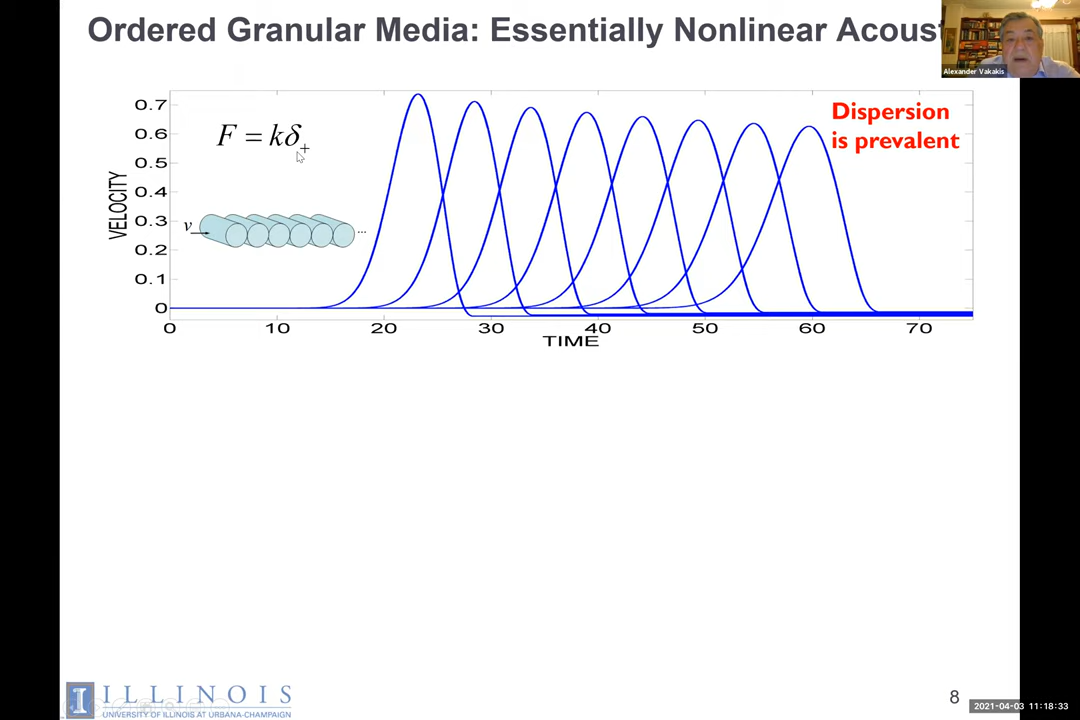 Ordered Granular Media: Essentially Nonlinear Acoust
Alexander Vakakis
Dispersion
is prevalent
F = kδ₊
v
...
VELOCITY
0.7
0.6
0.5
0.4
0.3
0.2
0.1
0
0 10 20 30 40 50 60 70
TIME
I ILLINOIS
UNIVERSITY OF ILLINOIS AT URBANA-CHAMPAIGN
8
2021-04-03 11:18:33